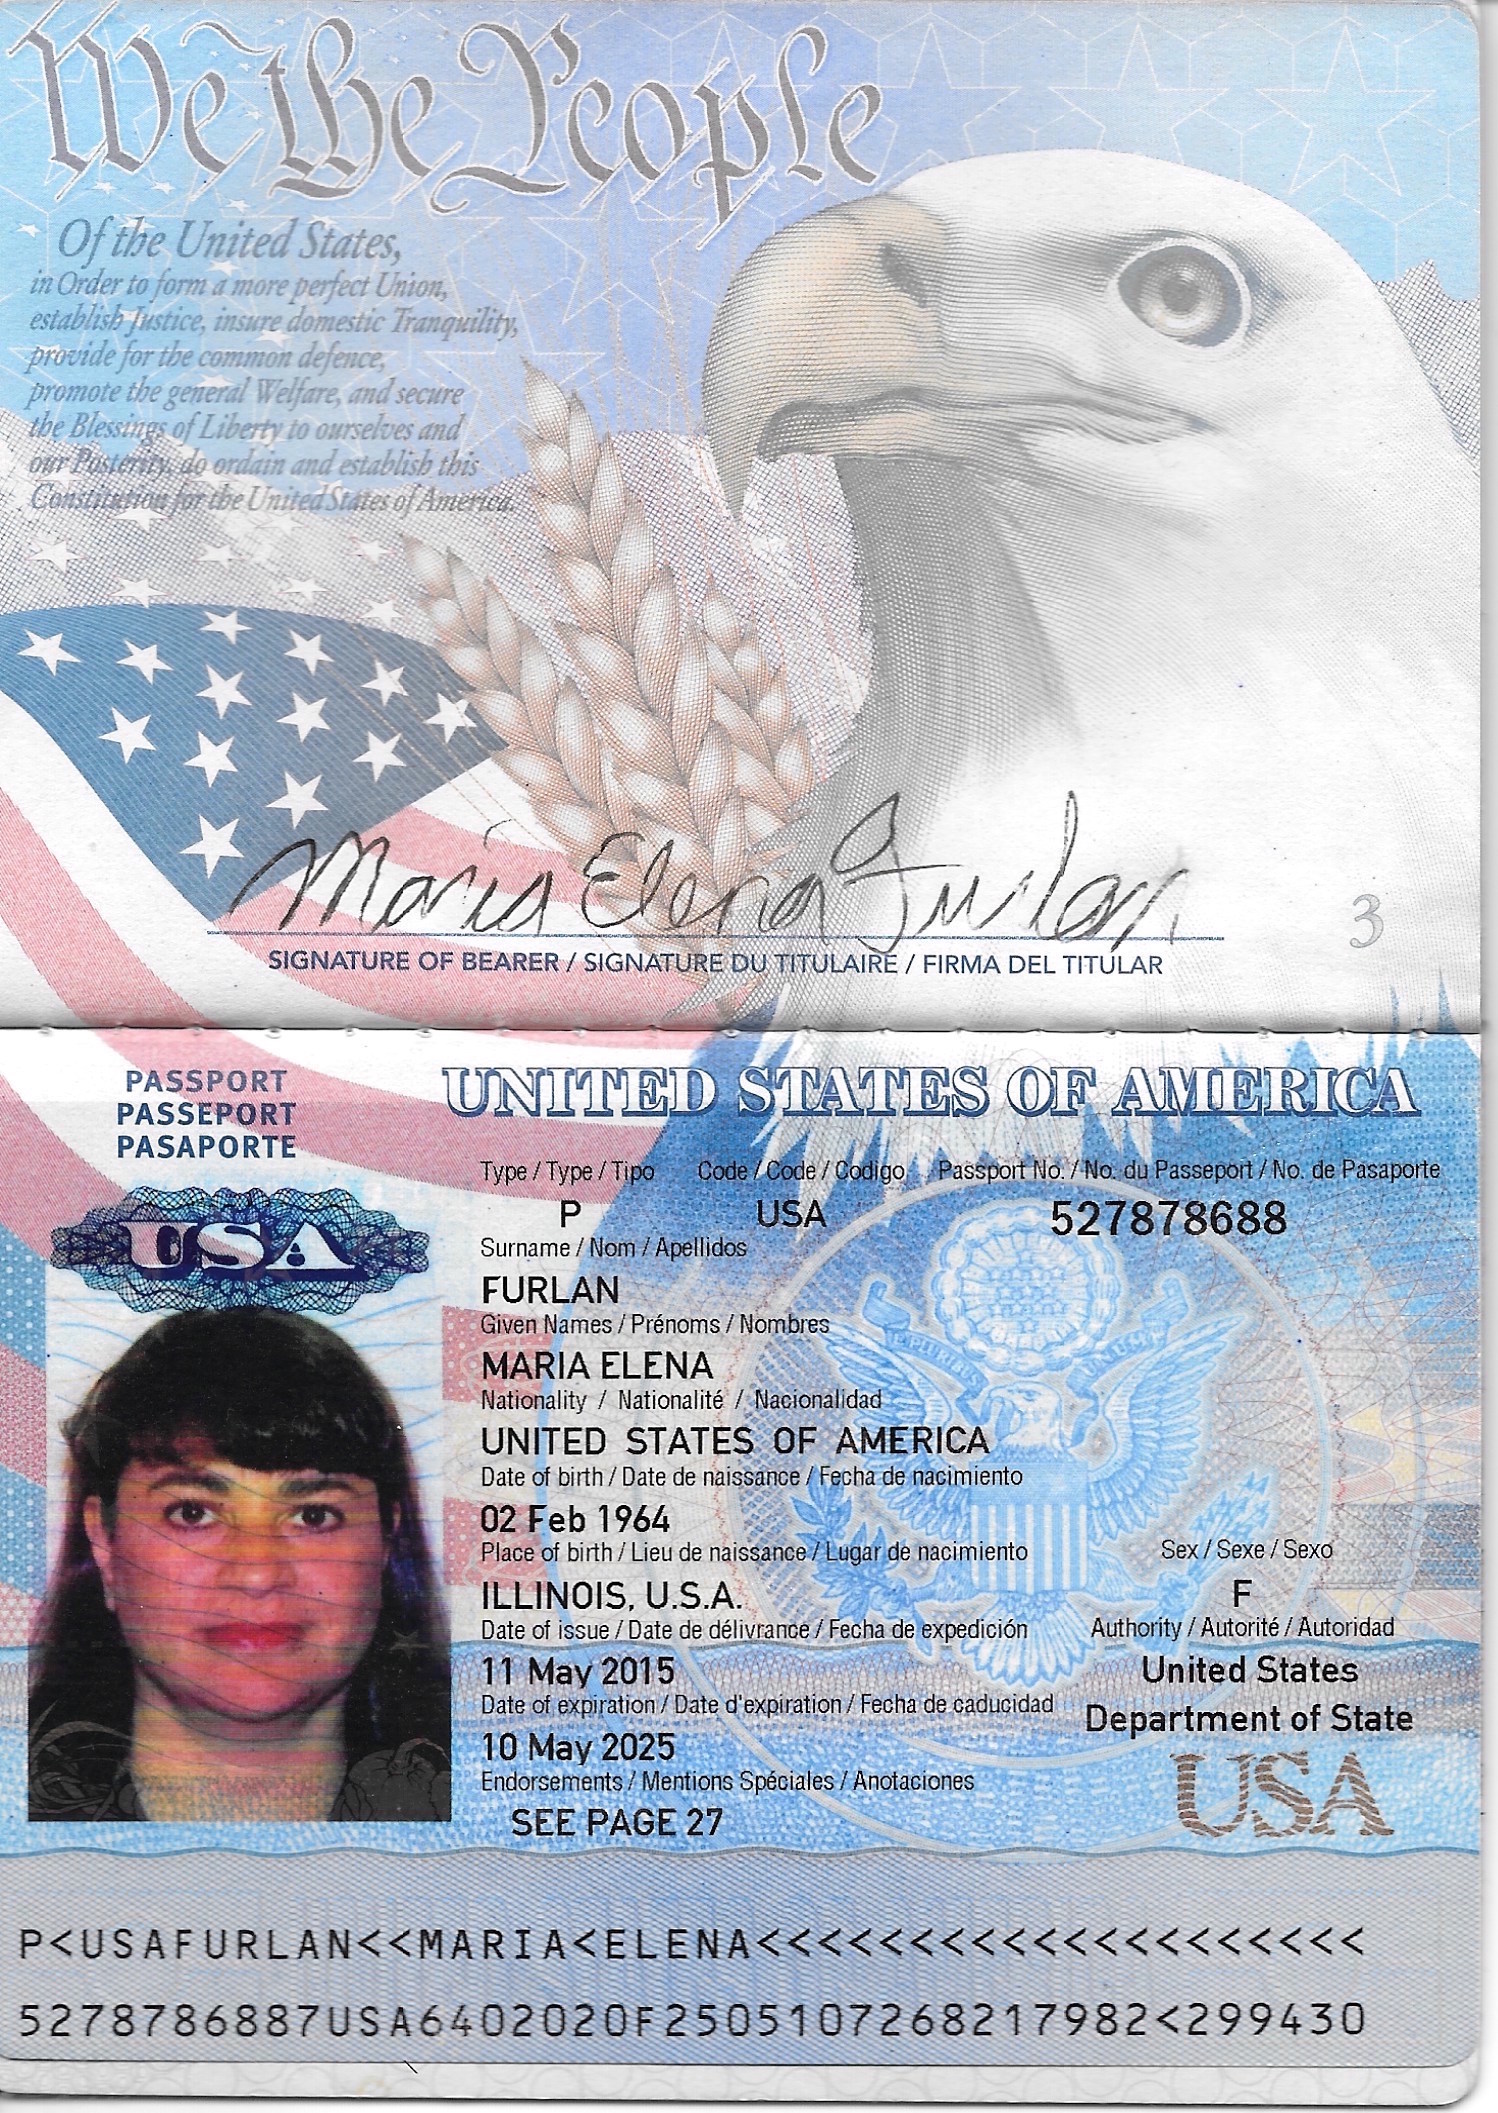 We the People
Of the United States,
in Order to form a more perfect Union,
establish Justice, insure domestic Tranquility,
provide for the common defence,
promote the general Welfare, and secure
the Blessings of Liberty to ourselves and
our Posterity, do ordain and establish this
Constitution for the United States of America.
Maria Elena Furlan
SIGNATURE OF BEARER / SIGNATURE DU TITULAIRE / FIRMA DEL TITULAR
3
PASSPORT
PASSEPORT
PASAPORTE
UNITED STATES OF AMERICA
USA
Type / Type / Tipo Code / Code / Codigo Passport No. / No. du Passeport / No. de Pasaporte
P USA 527878688
Surname / Nom / Apellidos
FURLAN
Given Names / Prénoms / Nombres
MARIA ELENA
Nationality / Nationalité / Nacionalidad
UNITED STATES OF AMERICA
Date of birth / Date de naissance / Fecha de nacimiento
02 Feb 1964
Place of birth / Lieu de naissance / Lugar de nacimiento Sex / Sexe / Sexo
ILLINOIS, U.S.A. F
Date of issue / Date de délivrance / Fecha de expedición Authority / Autorité / Autoridad
11 May 2015 United States
Date of expiration / Date d'expiration / Fecha de caducidad Department of State
10 May 2025
Endorsements / Mentions Spéciales / Anotaciones
SEE PAGE 27
USA
P<USAFURLAN<<MARIA<ELENA<<<<<<<<<<<<<<<<<<<<
5278786887USA6402020F2505107268217982<299430